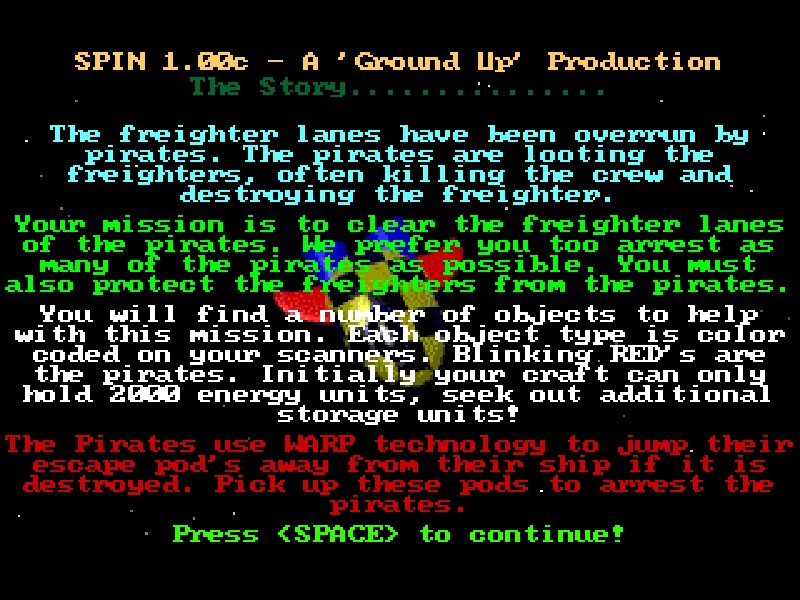 SPIN 1.00c - A 'Ground Up' Production
The Story......................
The freighter lanes have been overrun by
pirates. The pirates are looting the
freighters, often killing the crew and
destroying the freighter.
Your mission is to clear the freighter lanes
of the pirates. We prefer you too arrest as
many of the pirates as possible. You must
also protect the freighters from the pirates.
You will find a number of objects to help
with this mission. Each object type is color
coded on your scanners. Blinking RED's are
the pirates. Initially your craft can only
hold 2000 energy units, seek out additional
storage units!
The Pirates use WARP technology to jump their
escape pod's away from their ship if it is
destroyed. Pick up these pods to arrest the
pirates.
Press <SPACE> to continue!